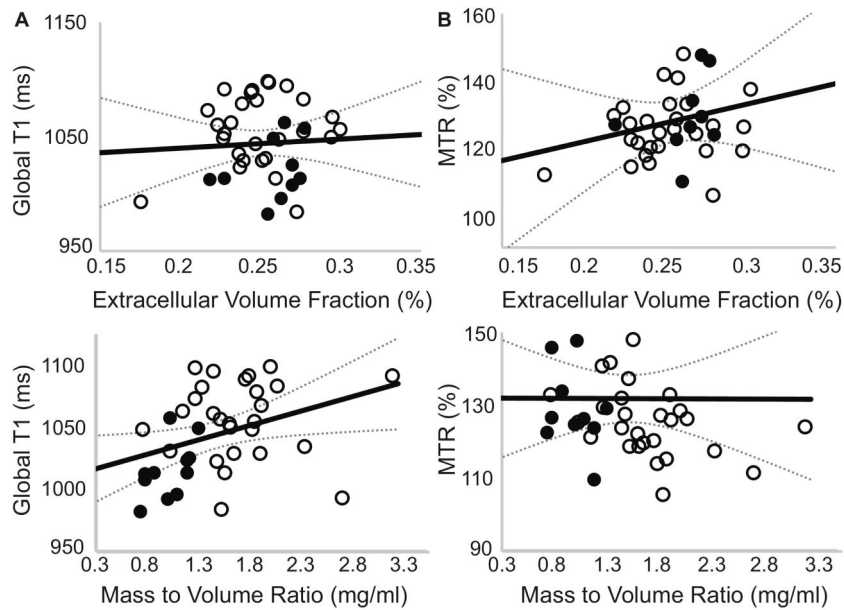 A
1150
1050
950
Global T1 (ms)
0.15 0.2 0.25 0.3 0.35
Extracellular Volume Fraction (%)
B
160
140
120
100
MTR (%)
0.15 0.2 0.25 0.3 0.35
Extracellular Volume Fraction (%)
1100
1050
1000
950
Global T1 (ms)
0.3 0.8 1.3 1.8 2.3 2.8 3.3
Mass to Volume Ratio (mg/ml)
150
130
110
90
MTR (%)
0.3 0.8 1.3 1.8 2.3 2.8 3.3
Mass to Volume Ratio (mg/ml)